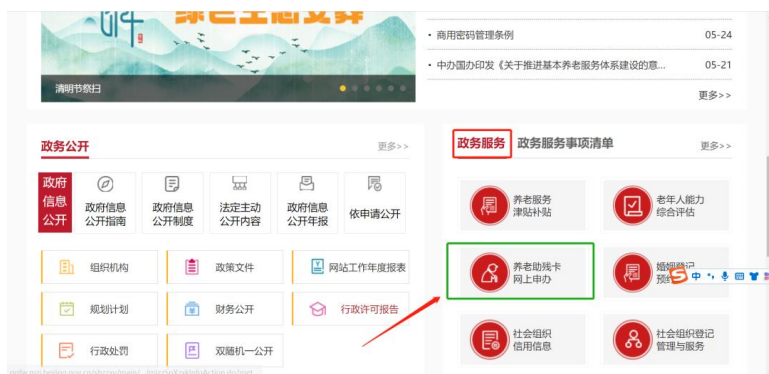 绿色生态文葬
商用密码管理条例 05-24
中办国办印发《关于推进基本养老服务体系建设的意... 05-21
更多>>
清明节祭扫
政务公开 更多>>
政府
信息
公开
政府信息
公开指南
政府信息
公开制度
法定主动
公开内容
政府信息
公开年报
依申请公开
组织机构 政策文件 网站工作年度报表
规划计划 财务公开 行政许可报告
行政处罚 双随机一公开
政务服务 政务服务事项清单 更多>>
养老服务
津贴补贴
老年人能力
综合评估
养老助残卡
网上申办
婚姻登记
预约
中
社会组织
信用信息
社会组织登记
管理与服务